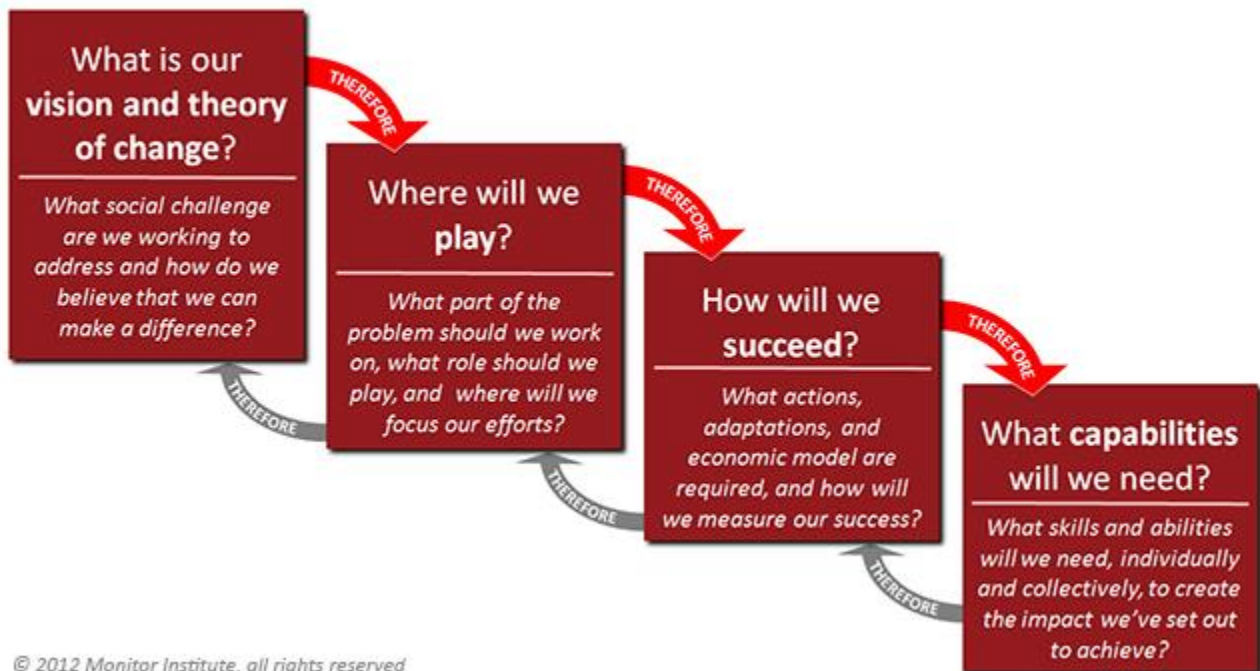 What is our
vision and theory
of change?
What social challenge
are we working to
address and how do we
believe that we can
make a difference?
THEREFORE
THEREFORE
Where will we
play?
What part of the
problem should we work
on, what role should we
play, and where will we
focus our efforts?
THEREFORE
THEREFORE
How will we
succeed?
What actions,
adaptations, and
economic model are
required, and how will
we measure our success?
THEREFORE
THEREFORE
What capabilities
will we need?
What skills and abilities
will we need, individually
and collectively, to create
the impact we've set out
to achieve?
© 2012 Monitor Institute, all rights reserved